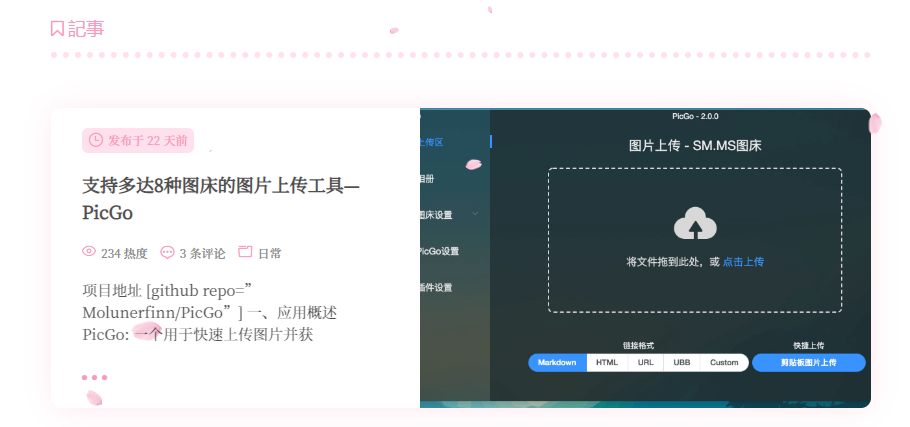 記事
发布于 22 天前
支持多达8种图床的图片上传工具—
PicGo
234 热度
3 条评论
日常
项目地址 [github repo=”
Molunerfinn/PicGo”] 一、应用概述
PicGo: 一个用于快速上传图片并获
PicGo - 2.0.0
上传区
图片上传 - SM.MS图床
相册
图床设置
PicGo设置
插件设置
将文件拖到此处，或 点击上传
链接格式
快捷上传
Markdown
HTML
URL
UBB
Custom
剪贴板图片上传